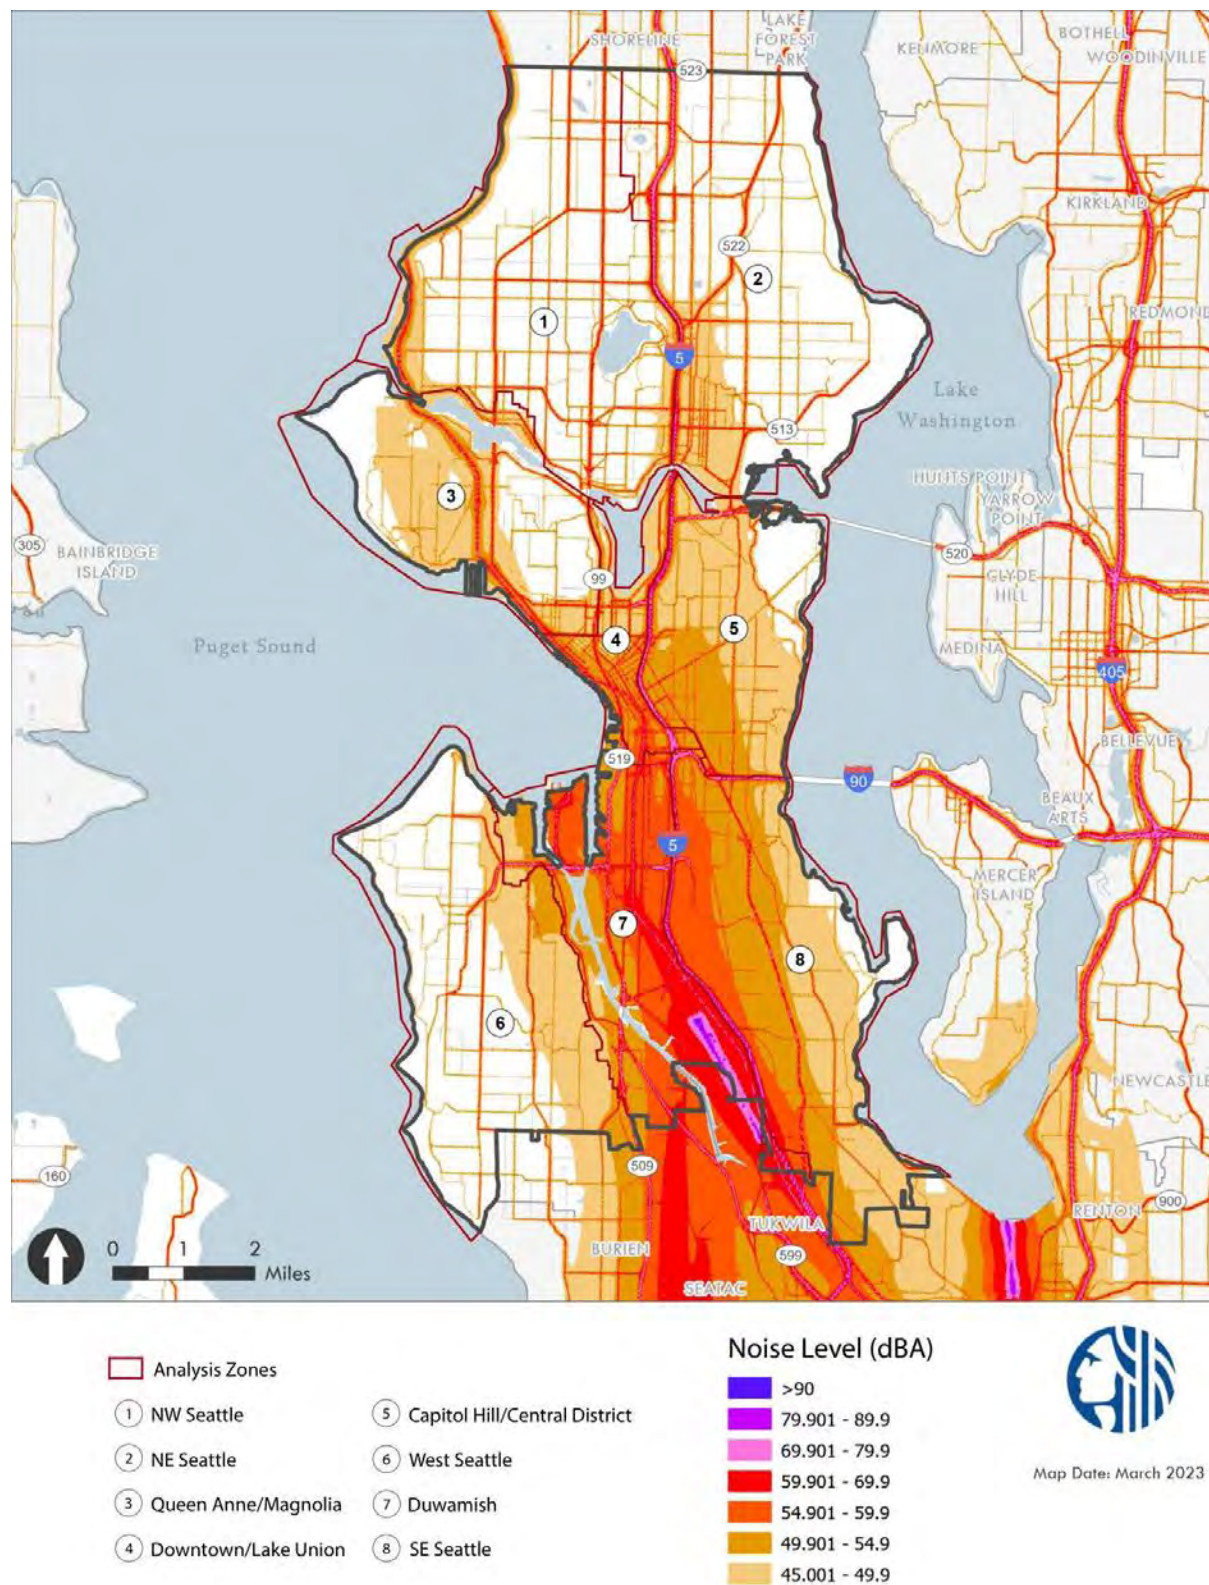 SHORELINE
LAKE
FOREST
PARK
KENMORE
BOTHELL
WOODINVILLE
523
KIRKLAND
522
2
1
REDMOND
5
Lake
Washington
513
HUNTS POINT
YARROW
POINT
3
305
BAINBRIDGE
ISLAND
520
99
CLYDE
HILL
5
4
Puget Sound
MEDINA
405
BELLEVUE
519
90
BEAUX
ARTS
5
MERCER
ISLAND
7
8
6
NEWCASTLE
160
509
900
RENTON
TUKWILA
BURIEN
599
0 1 2
Miles
SEATAC
Analysis Zones
1 NW Seattle
2 NE Seattle
3 Queen Anne/Magnolia
4 Downtown/Lake Union
5 Capitol Hill/Central District
6 West Seattle
7 Duwamish
8 SE Seattle
Noise Level (dBA)
>90
79.901 - 89.9
69.901 - 79.9
59.901 - 69.9
54.901 - 59.9
49.901 - 54.9
45.001 - 49.9
Map Date: March 2023